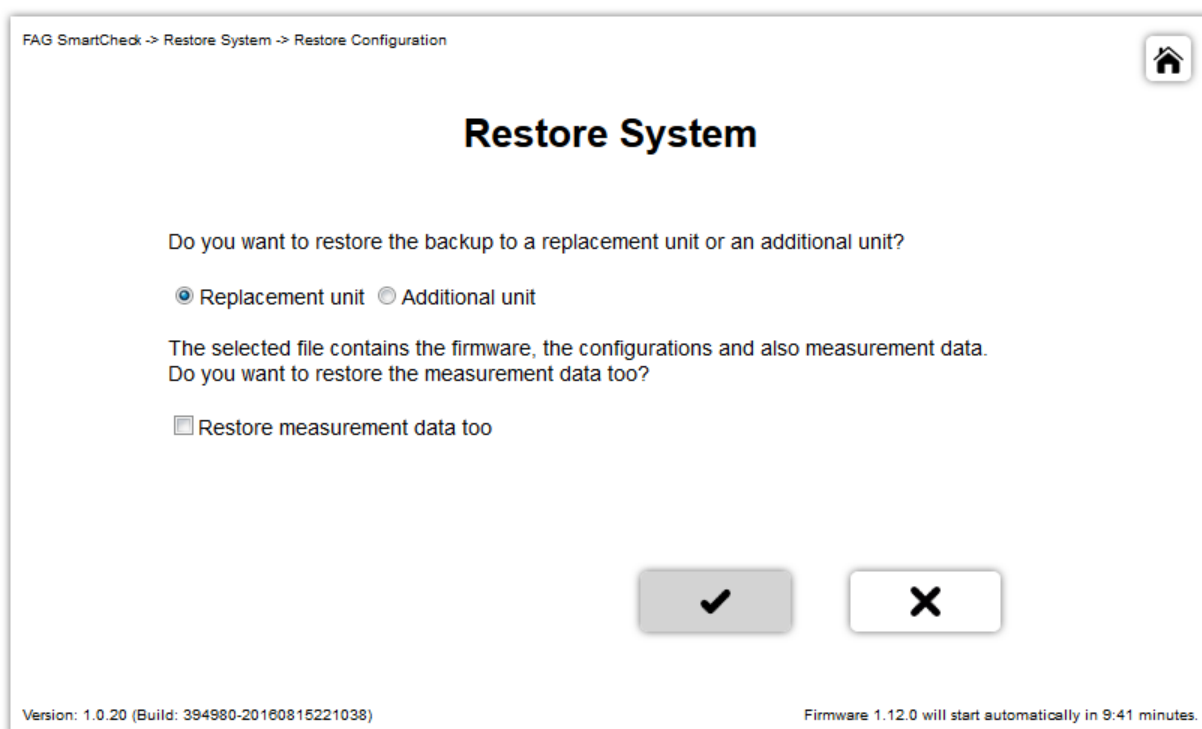 FAG SmartCheck -> Restore System -> Restore Configuration
Restore System
Do you want to restore the backup to a replacement unit or an additional unit?
Replacement unit Additional unit
The selected file contains the firmware, the configurations and also measurement data.
Do you want to restore the measurement data too?
Restore measurement data too
Version: 1.0.20 (Build: 394980-20160815221038) Firmware 1.12.0 will start automatically in 9:41 minutes.